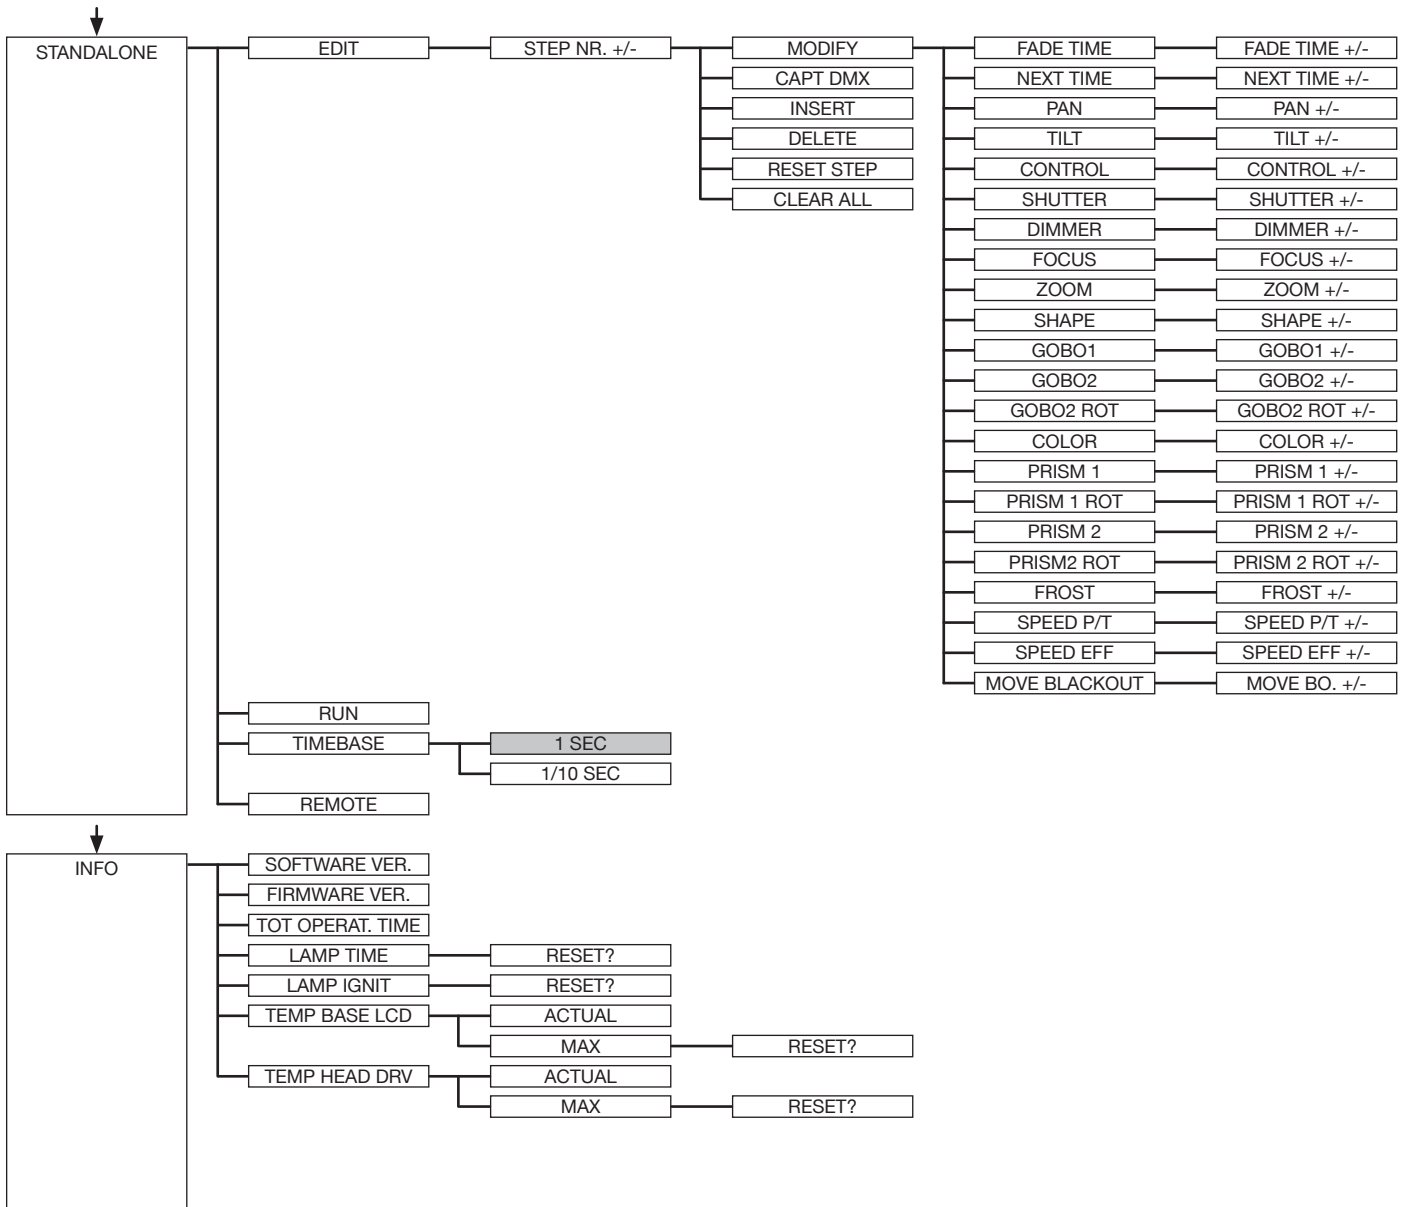 STANDALONE EDIT STEP NR. +/- MODIFY FADE TIME FADE TIME +/-
CAPT DMX NEXT TIME NEXT TIME +/-
INSERT PAN PAN +/-
DELETE TILT TILT +/-
RESET STEP CONTROL CONTROL +/-
CLEAR ALL SHUTTER SHUTTER +/-
DIMMER DIMMER +/-
FOCUS FOCUS +/-
ZOOM ZOOM +/-
SHAPE SHAPE +/-
GOBO1 GOBO1 +/-
GOBO2 GOBO2 +/-
GOBO2 ROT GOBO2 ROT +/-
COLOR COLOR +/-
PRISM 1 PRISM 1 +/-
PRISM 1 ROT PRISM 1 ROT +/-
PRISM 2 PRISM 2 +/-
PRISM2 ROT PRISM 2 ROT +/-
FROST FROST +/-
SPEED P/T SPEED P/T +/-
SPEED EFF SPEED EFF +/-
MOVE BLACKOUT MOVE BO. +/-
RUN
TIMEBASE 1 SEC
1/10 SEC
REMOTE
INFO SOFTWARE VER.
FIRMWARE VER.
TOT OPERAT. TIME
LAMP TIME RESET?
LAMP IGNIT RESET?
TEMP BASE LCD ACTUAL
MAX RESET?
TEMP HEAD DRV ACTUAL
MAX RESET?